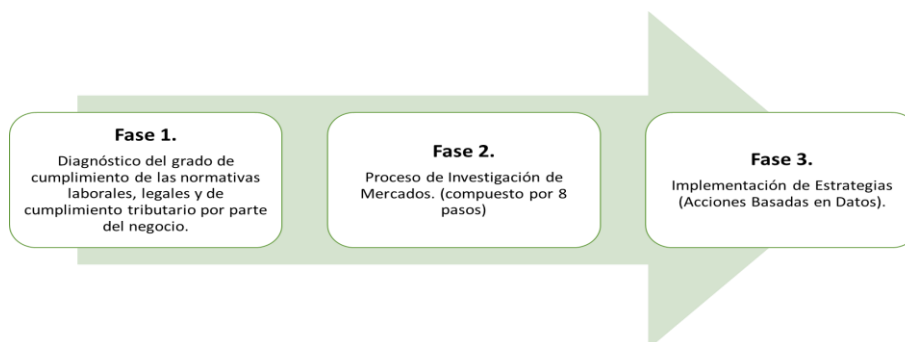 Fase 1.
Diagnóstico del grado de
cumplimiento de las normativas
laborales, legales y de
cumplimiento tributario por parte
del negocio.
Fase 2.
Proceso de Investigación de
Mercados. (compuesto por 8
pasos)
Fase 3.
Implementación de Estrategias
(Acciones Basadas en Datos).